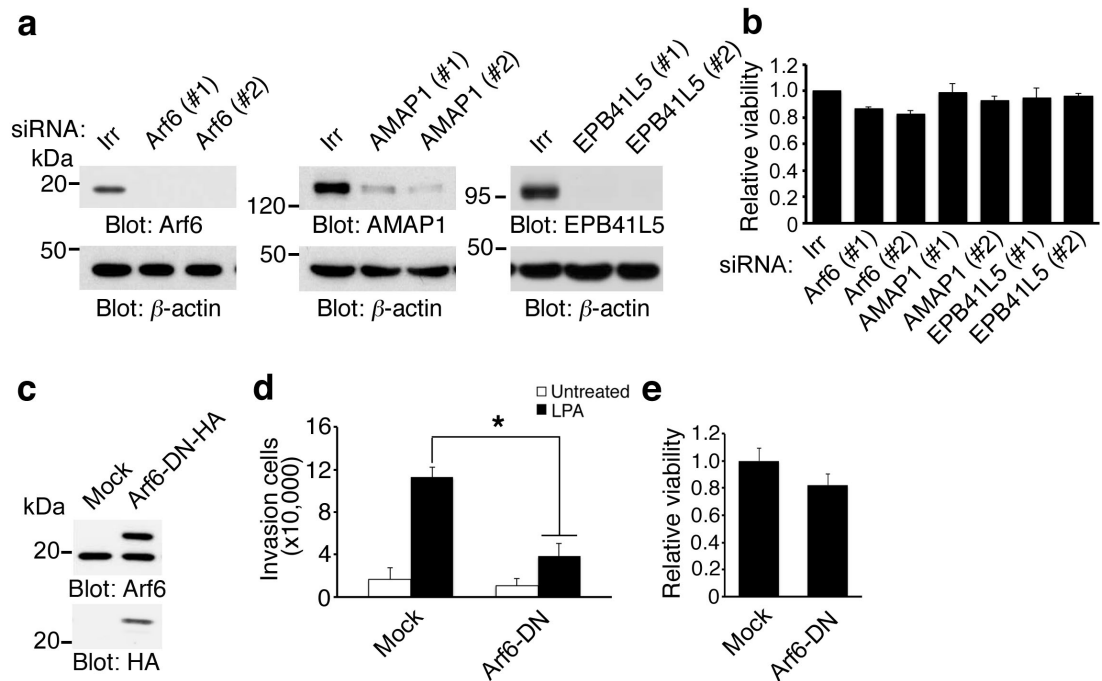 a
siRNA:
Irr
Arf6 (#1)
Arf6 (#2)
kDa
20
Blot: Arf6
50
Blot: β-actin
Irr
AMAP1 (#1)
AMAP1 (#2)
120
Blot: AMAP1
50
Blot: β-actin
Irr
EPB41L5 (#1)
EPB41L5 (#2)
95
Blot: EPB41L5
50
Blot: β-actin
b
Relative viability
1.2
1.0
0.8
0.6
0.4
0.2
0
siRNA:
Irr
Arf6 (#1)
Arf6 (#2)
AMAP1 (#1)
AMAP1 (#2)
EPB41L5 (#1)
EPB41L5 (#2)
c
Mock
Arf6-DN-HA
kDa
20
Blot: Arf6
20
Blot: HA
d
Untreated
LPA
Invasion cells
(x10,000)
16
12
8
4
0
*
Mock
Arf6-DN
e
Relative viability
1.2
1.0
0.8
0.6
0.4
0.2
0
Mock
Arf6-DN